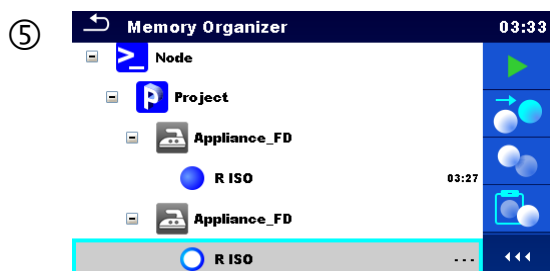 ⑤
Memory Organizer 03:33
Node
Project
Appliance_FD
R ISO 03:27
Appliance_FD
R ISO ---